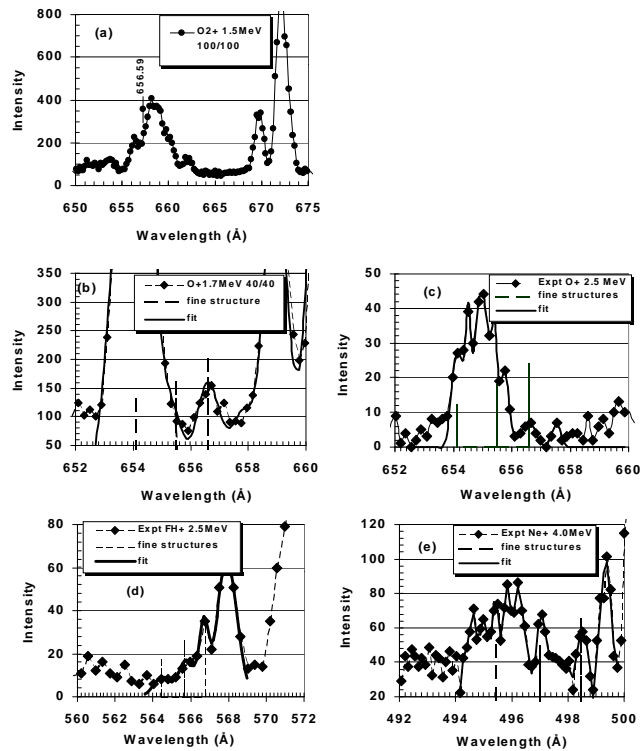 (a)
O2+ 1.5MeV
100/100
656.59
Intensity
800
600
400
200
0
650 655 660 665 670 675
Wavelength (Å)
(b)
O+1.7MeV 40/40
fine structure
fit
Intensity
350
300
250
200
150
100
50
652 654 656 658 660
Wavelength (Å)
(c)
Expt O+ 2.5 MeV
fine structures
fit
Intensity
50
40
30
20
10
0
652 654 656 658 660
Wavelength (Å)
(d)
Expt FH+ 2.5MeV
fine structures
fit
Intensity
80
60
40
20
0
560 562 564 566 568 570 572
Wavelength (Å)
(e)
Expt Ne+ 4.0MeV
fine structures
fit
Intensity
120
100
80
60
40
20
492 494 496 498 500
Wavelength (Å)